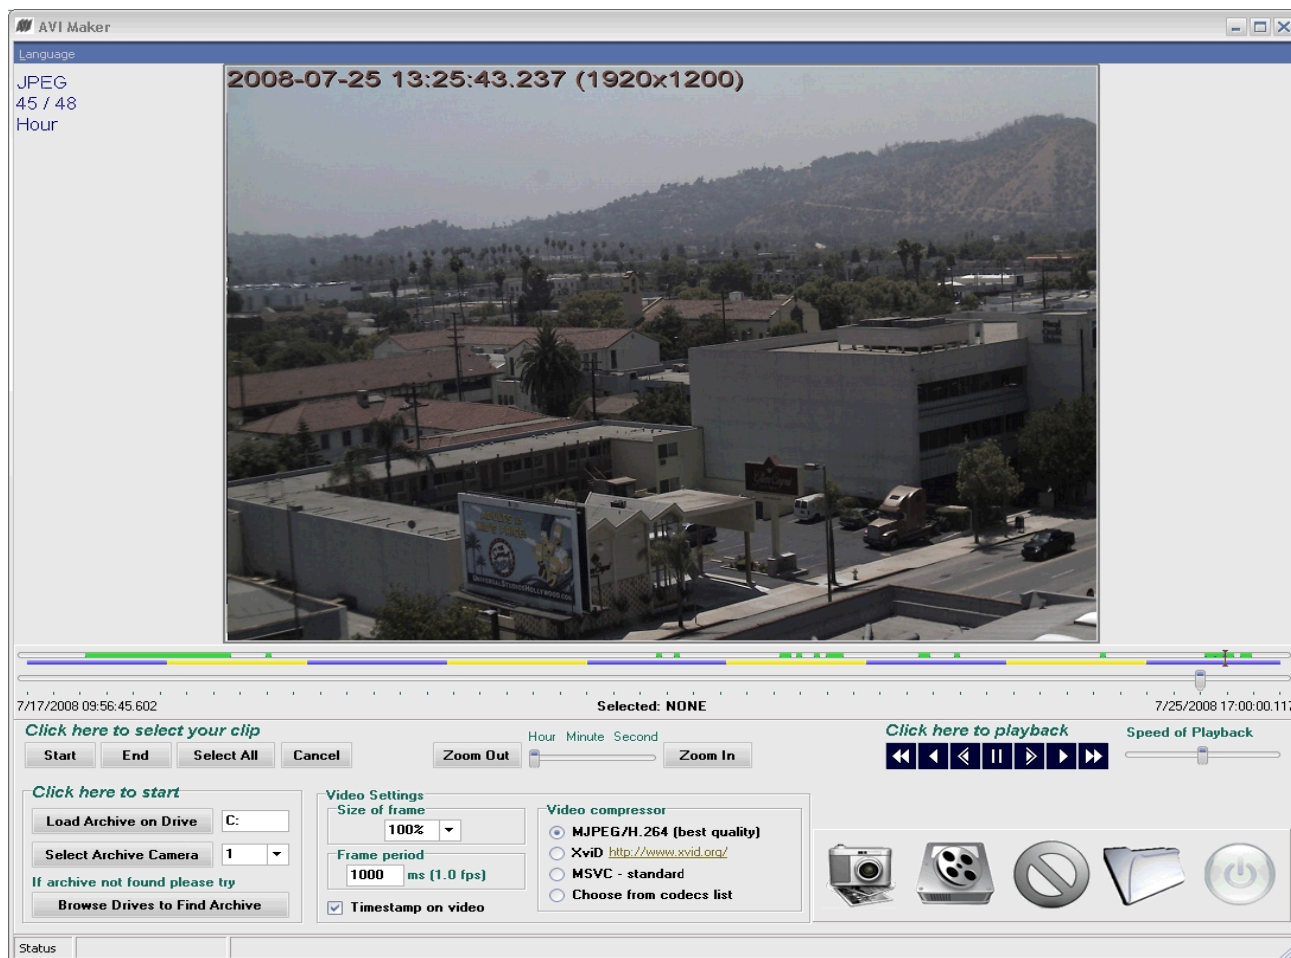 AVI Maker
Language
JPEG
45 / 48
Hour
2008-07-25 13:25:43.237 (1920x1200)
UNIVERSALSTUDIOSHOLLYWOOD.COM
7/17/2008 09:56:45.602
Selected: NONE
7/25/2008 17:00:00.117
Click here to select your clip
Start
End
Select All
Cancel
Zoom Out
Hour Minute Second
Zoom In
Click here to playback
Speed of Playback
Click here to start
Load Archive on Drive
C:
Select Archive Camera
1
If archive not found please try
Browse Drives to Find Archive
Video Settings
Size of frame
100%
Frame period
1000 ms (1.0 fps)
Timestamp on video
Video compressor
MJPEG/H.264 (best quality)
XviD http://www.xvid.org/
MSVC - standard
Choose from codecs list
Status